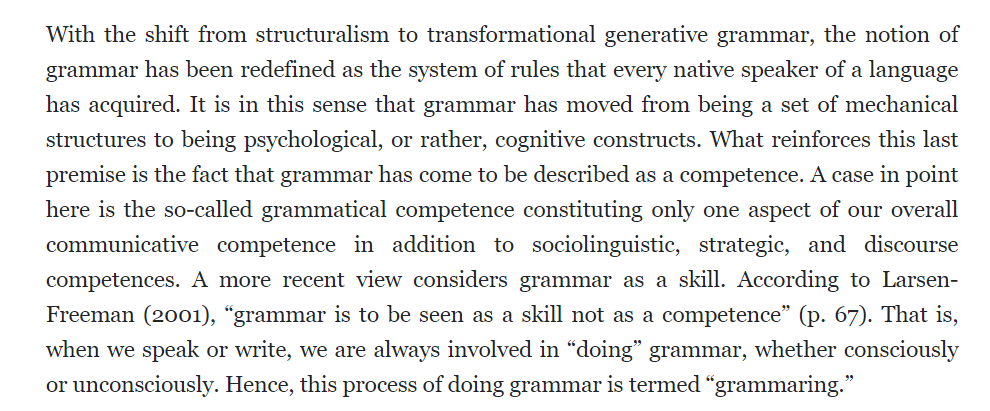 With the shift from structuralism to transformational generative grammar, the notion of
grammar has been redefined as the system of rules that every native speaker of a language
has acquired. It is in this sense that grammar has moved from being a set of mechanical
structures to being psychological, or rather, cognitive constructs. What reinforces this last
premise is the fact that grammar has come to be described as a competence. A case in point
here is the so-called grammatical competence constituting only one aspect of our overall
communicative competence in addition to sociolinguistic, strategic, and discourse
competences. A more recent view considers grammar as a skill. According to Larsen-
Freeman (2001), “grammar is to be seen as a skill not as a competence” (p. 67). That is,
when we speak or write, we are always involved in “doing” grammar, whether consciously
or unconsciously. Hence, this process of doing grammar is termed “grammaring.”